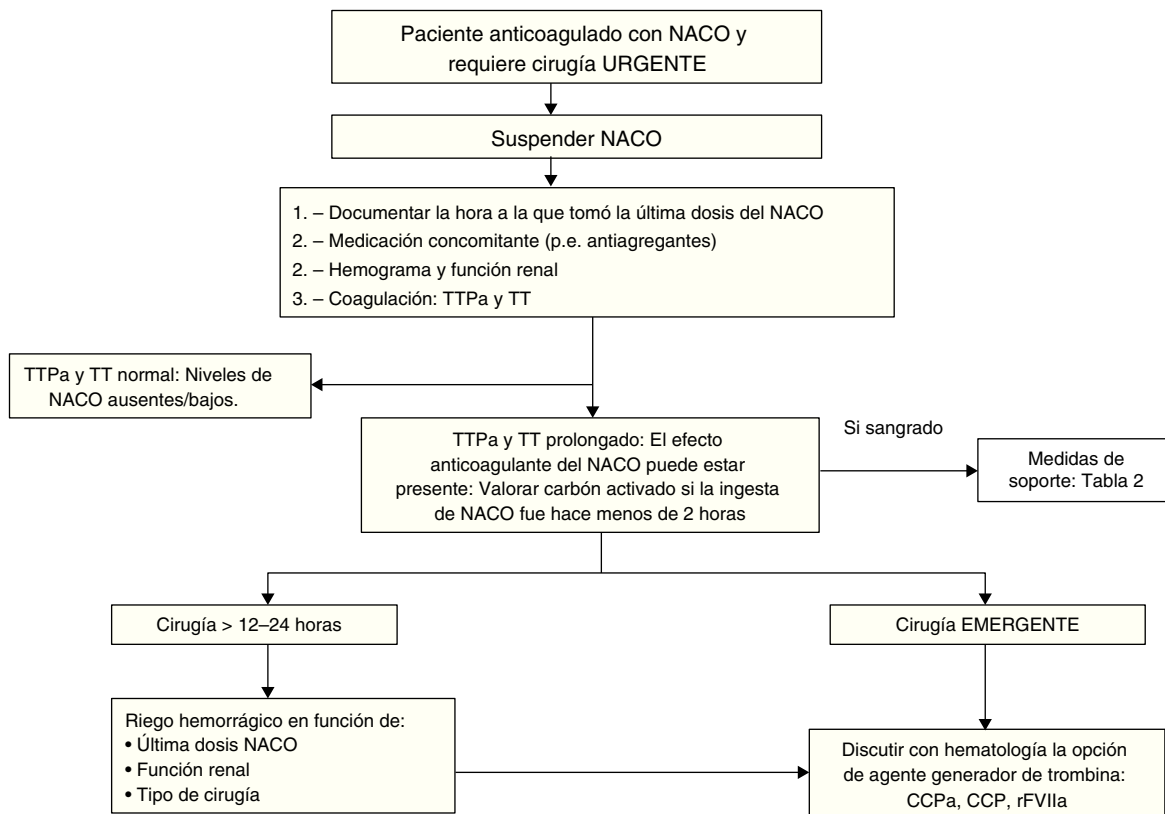 Paciente anticoagulado con NACO y
requiere cirugía URGENTE
Suspender NACO
1. – Documentar la hora a la que tomó la última dosis del NACO
2. – Medicación concomitante (p.e. antiagregantes)
2. – Hemograma y función renal
3. – Coagulación: TTPa y TT
TTPa y TT normal: Niveles de
NACO ausentes/bajos.
TTPa y TT prolongado: El efecto
anticoagulante del NACO puede estar
presente: Valorar carbón activado si la ingesta
de NACO fue hace menos de 2 horas
Si sangrado
Medidas de
soporte: Tabla 2
Cirugía > 12–24 horas
Cirugía EMERGENTE
Riego hemorrágico en función de:
• Última dosis NACO
• Función renal
• Tipo de cirugía
Discutir con hematología la opción
de agente generador de trombina:
CCPa, CCP, rFVIIa